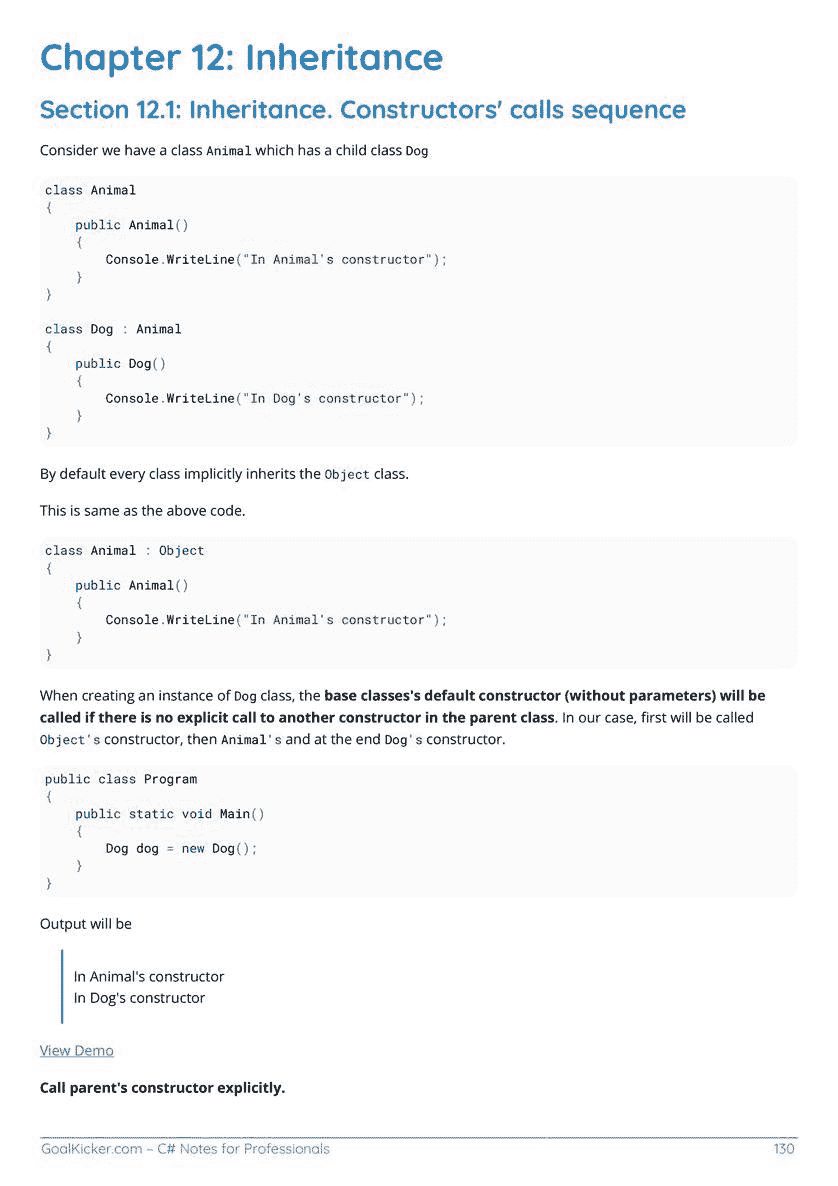 Chapter 12: Inheritance
Section 12.1: Inheritance. Constructors' calls sequence
Consider we have a class Animal which has a child class Dog
class Animal
{
    public Animal()
    {
        Console.WriteLine("In Animal's constructor");
    }
}
class Dog : Animal
{
    public Dog()
    {
        Console.WriteLine("In Dog's constructor");
    }
}
By default every class implicitly inherits the Object class.
This is same as the above code.
class Animal : Object
{
    public Animal()
    {
        Console.WriteLine("In Animal's constructor");
    }
}
When creating an instance of Dog class, the base classes's default constructor (without parameters) will be
called if there is no explicit call to another constructor in the parent class. In our case, first will be called
Object's constructor, then Animal's and at the end Dog's constructor.
public class Program
{
    public static void Main()
    {
        Dog dog = new Dog();
    }
}
Output will be
In Animal's constructor
In Dog's constructor
View Demo
Call parent's constructor explicitly.
GoalKicker.com – C# Notes for Professionals 130